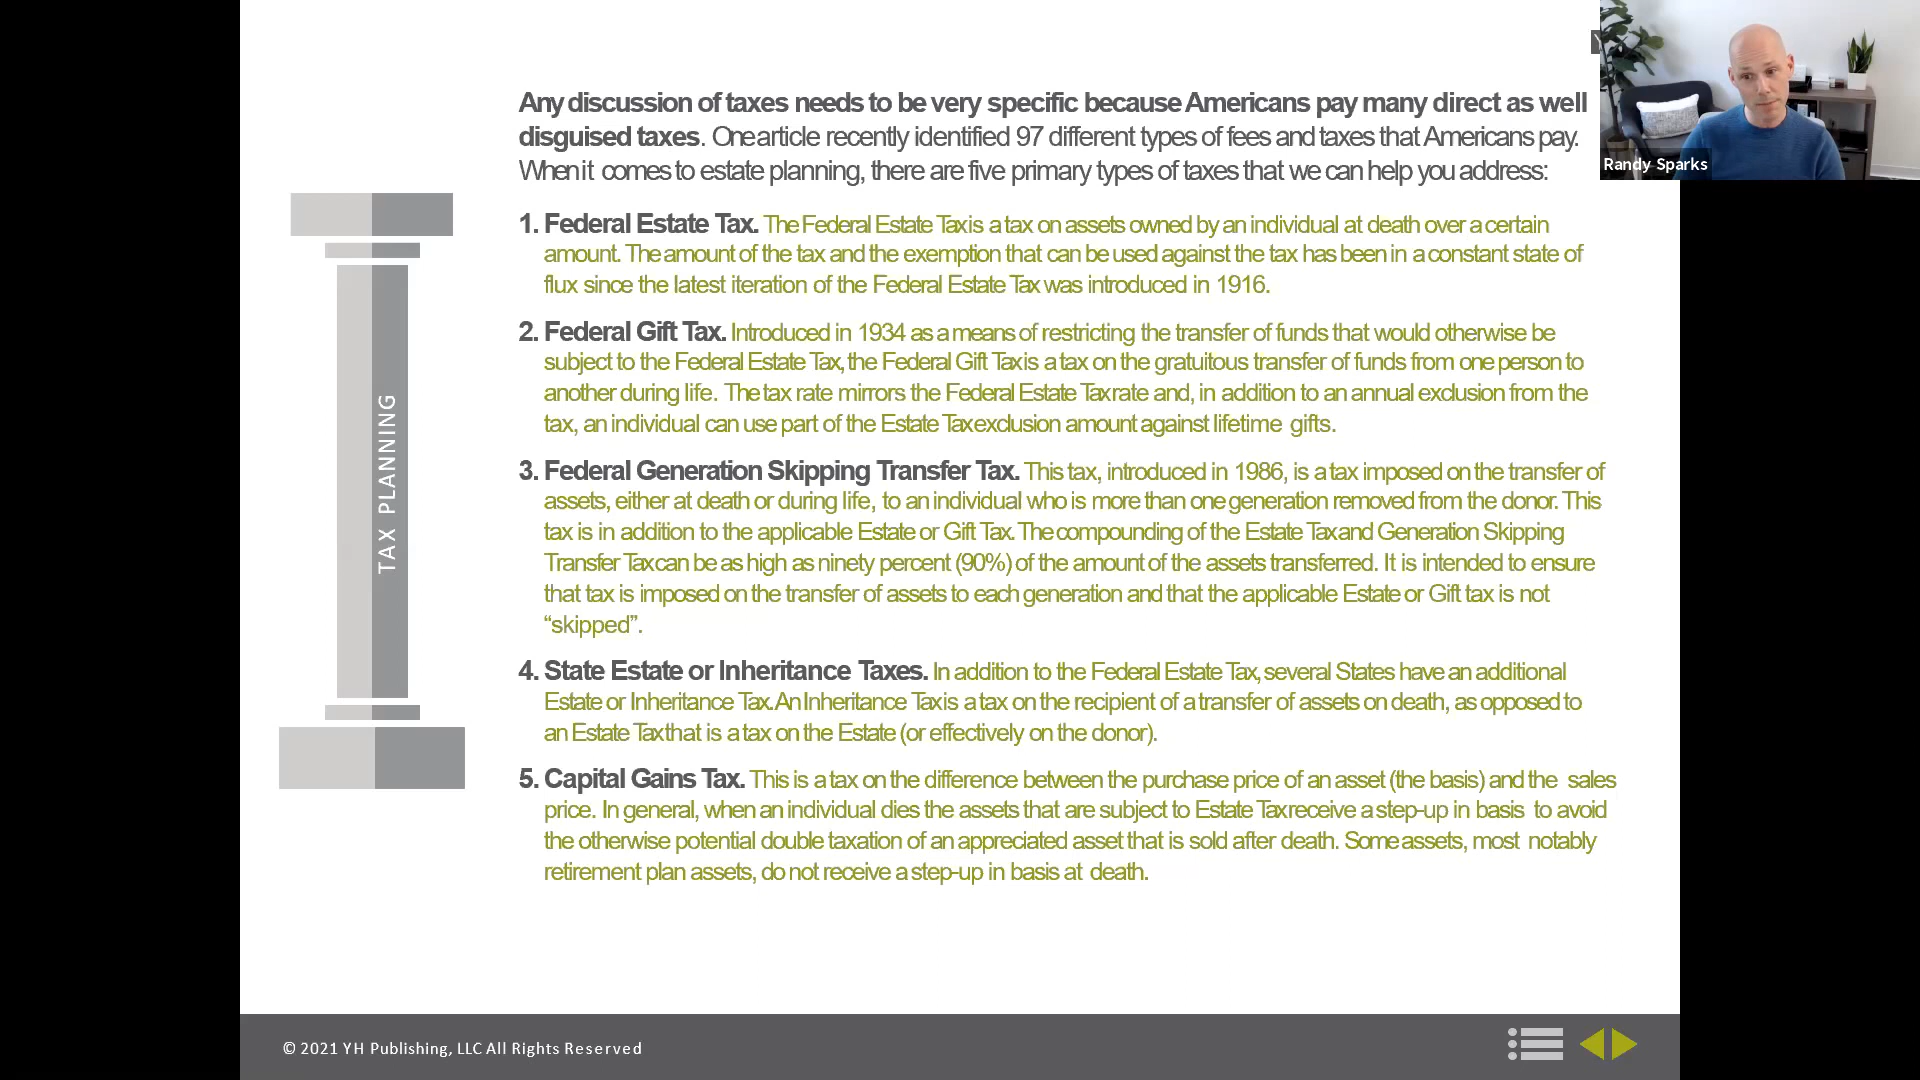 Any discussion of taxes needs to be very specific because Americans pay many direct as well
disguised taxes. One article recently identified 97 different types of fees and taxes that Americans pay.
When it comes to estate planning, there are five primary types of taxes that we can help you address:
Randy Sparks
1. Federal Estate Tax. The Federal Estate Tax is a tax on assets owned by an individual at death over a certain
amount. The amount of the tax and the exemption that can be used against the tax has been in a constant state of
flux since the latest iteration of the Federal Estate Tax was introduced in 1916.
2. Federal Gift Tax. Introduced in 1934 as a means of restricting the transfer of funds that would otherwise be
subject to the Federal Estate Tax, the Federal Gift Tax is a tax on the gratuitous transfer of funds from one person to
another during life. The tax rate mirrors the Federal Estate Tax rate and, in addition to an annual exclusion from the
tax, an individual can use part of the Estate Tax exclusion amount against lifetime gifts.
3. Federal Generation Skipping Transfer Tax. This tax, introduced in 1986, is a tax imposed on the transfer of
assets, either at death or during life, to an individual who is more than one generation removed from the donor. This
tax is in addition to the applicable Estate or Gift Tax. The compounding of the Estate Tax and Generation Skipping
Transfer Tax can be as high as ninety percent (90%) of the amount of the assets transferred. It is intended to ensure
that tax is imposed on the transfer of assets to each generation and that the applicable Estate or Gift tax is not
“skipped”.
4. State Estate or Inheritance Taxes. In addition to the Federal Estate Tax, several States have an additional
Estate or Inheritance Tax. An Inheritance Tax is a tax on the recipient of a transfer of assets on death, as opposed to
an Estate Tax that is a tax on the Estate (or effectively on the donor).
5. Capital Gains Tax. This is a tax on the difference between the purchase price of an asset (the basis) and the sales
price. In general, when an individual dies the assets that are subject to Estate Tax receive a step-up in basis to avoid
the otherwise potential double taxation of an appreciated asset that is sold after death. Some assets, most notably
retirement plan assets, do not receive a step-up in basis at death.
TAX PLANNING
© 2021 YH Publishing, LLC All Rights Reserved